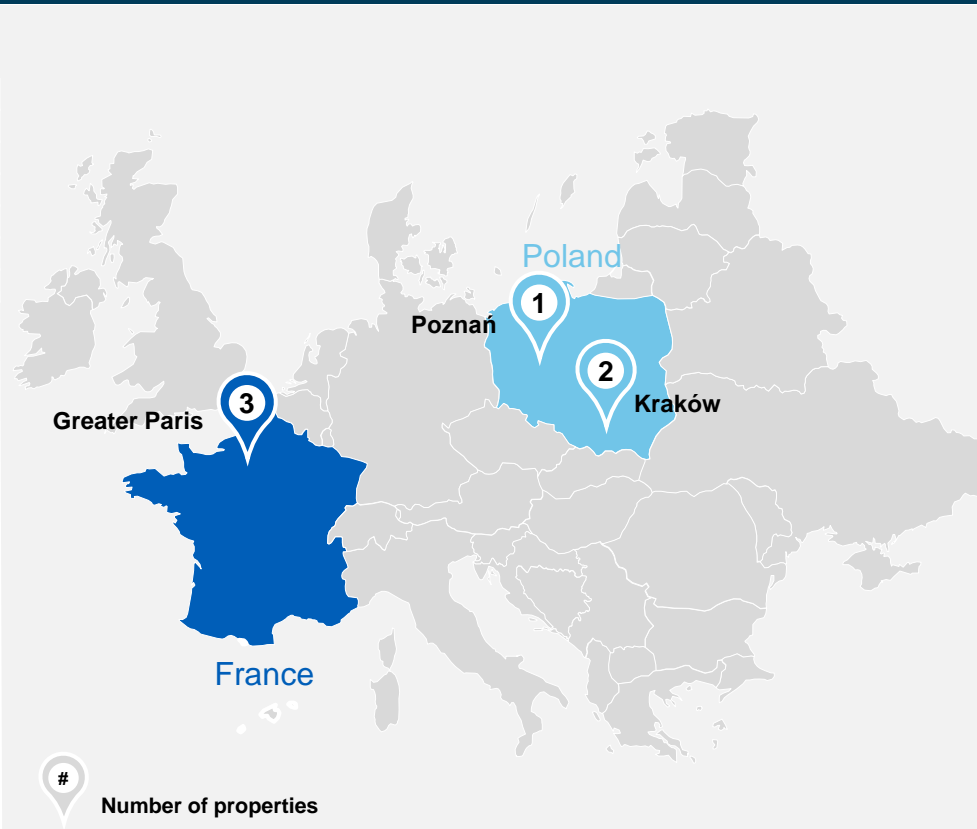 Poland
1
Poznań
2
Kraków
3
Greater Paris
France
#
Number of properties